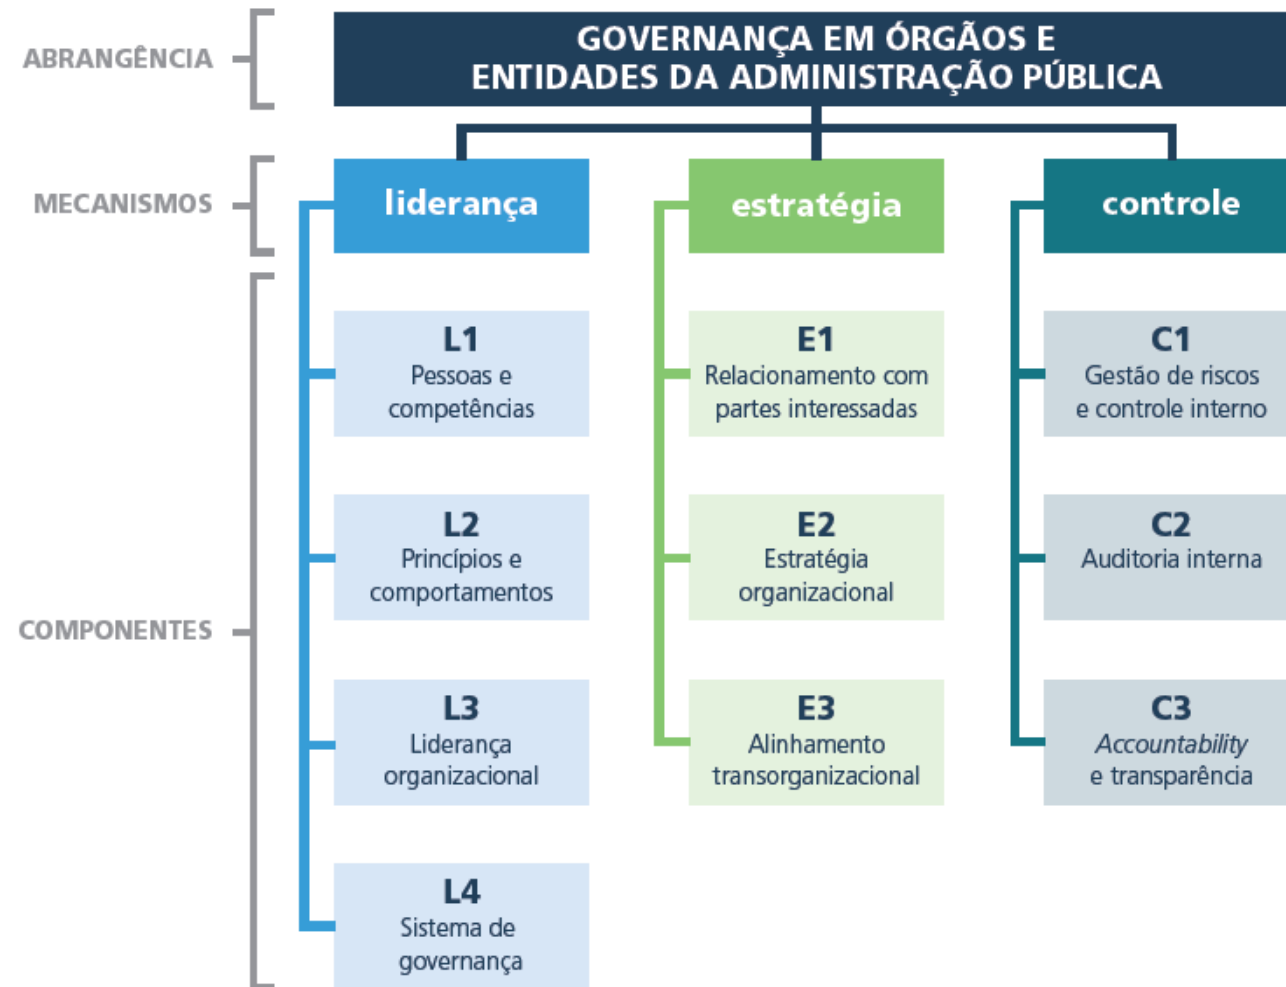 ABRANGÊNCIA
GOVERNANÇA EM ÓRGÃOS E
ENTIDADES DA ADMINISTRAÇÃO PÚBLICA
MECANISMOS
liderança
estratégia
controle
COMPONENTES
L1
Pessoas e
competências
L2
Princípios e
comportamentos
L3
Liderança
organizacional
L4
Sistema de
governança
E1
Relacionamento com
partes interessadas
E2
Estratégia
organizacional
E3
Alinhamento
transorganizacional
C1
Gestão de riscos
e controle interno
C2
Auditoria interna
C3
Accountability
e transparência